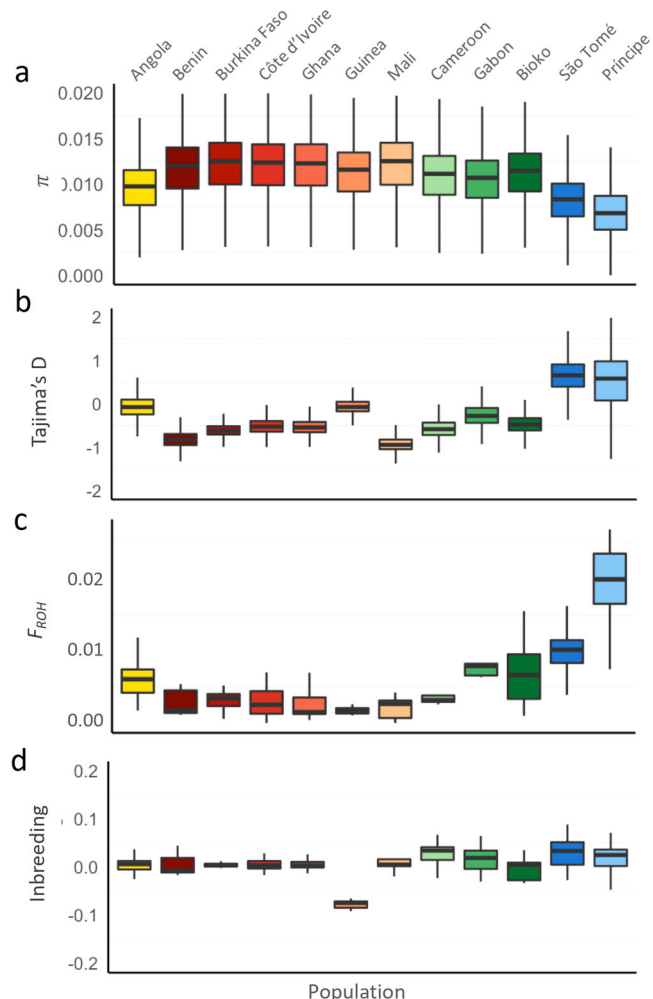 Angola
Benin
Burkina Faso
Côte d'Ivoire
Ghana
Guinea
Mali
Cameroon
Gabon
Bioko
São Tomé
Príncipe
a
0.020
0.015
π
0.010
0.005
0.000
b
2
1
Tajima's D
0
-1
-2
c
0.02
F_ROH
0.01
0.00
d
0.2
0.1
Inbreeding
0.0
-0.1
-0.2
Population